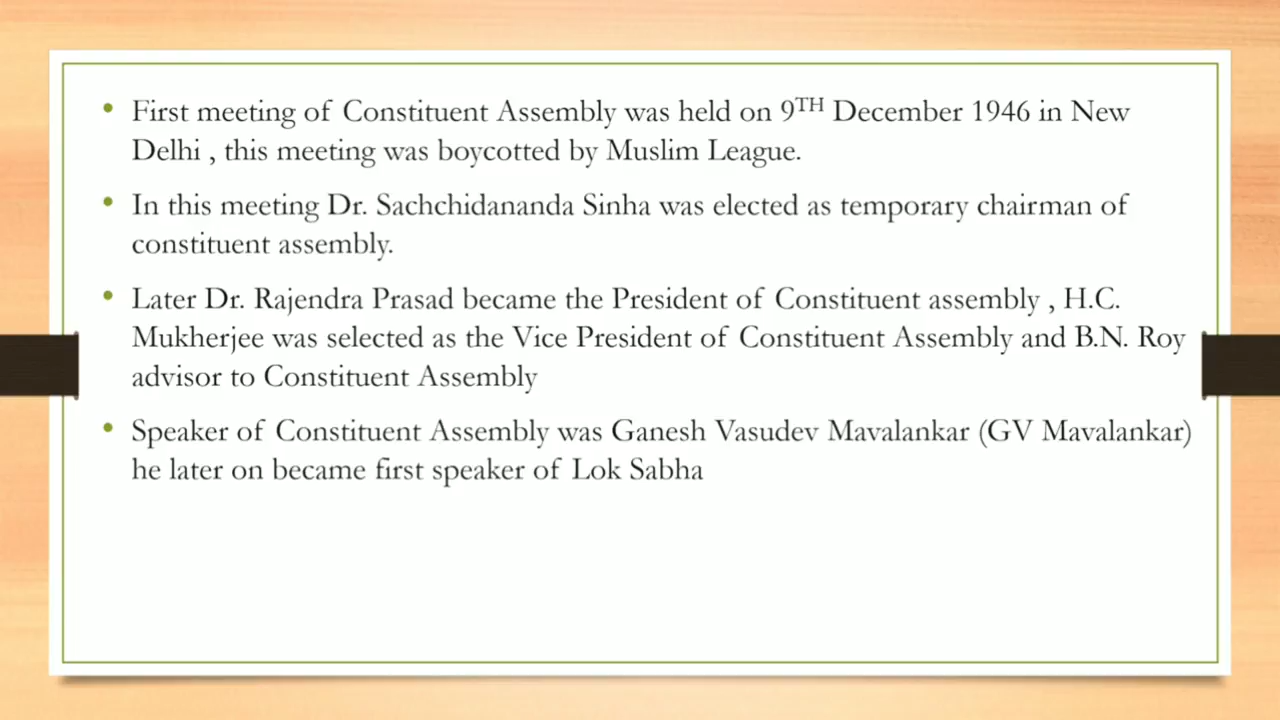 • First meeting of Constituent Assembly was held on 9TH December 1946 in New
Delhi , this meeting was boycotted by Muslim League.
• In this meeting Dr. Sachchidananda Sinha was elected as temporary chairman of
constituent assembly.
• Later Dr. Rajendra Prasad became the President of Constituent assembly , H.C.
Mukherjee was selected as the Vice President of Constituent Assembly and B.N. Roy
advisor to Constituent Assembly
• Speaker of Constituent Assembly was Ganesh Vasudev Mavalankar (GV Mavalankar)
he later on became first speaker of Lok Sabha